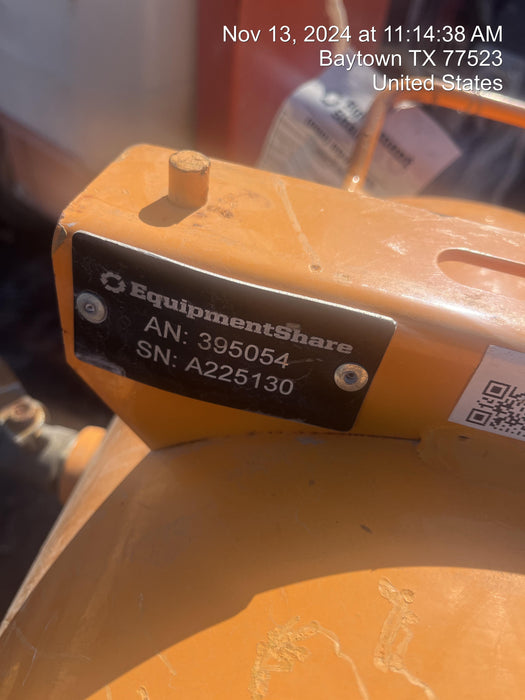 Nov 13, 2024 at 11:14:38 AM
Baytown TX 77523
United States
EquipmentShare
AN: 395054
SN: A225130